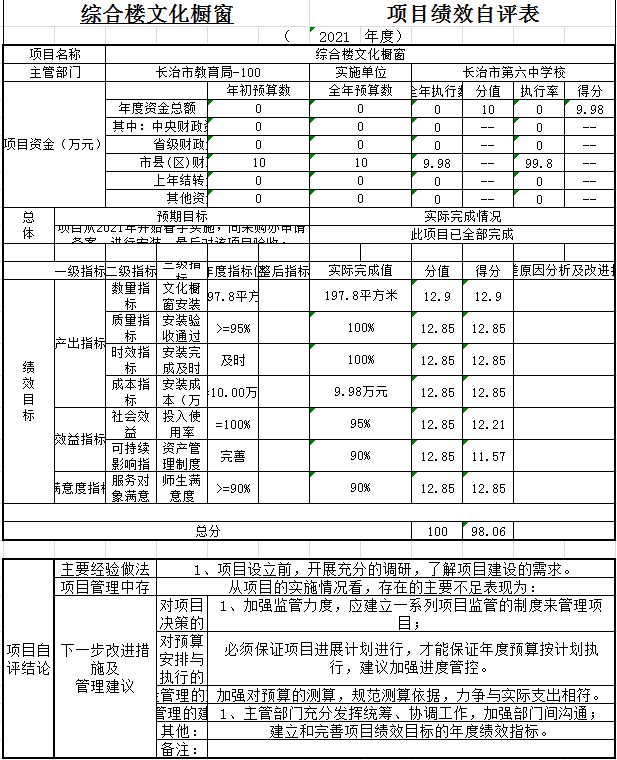 综合楼文化橱窗 项目绩效自评表
（ 2021 年度）
项目名称 综合楼文化橱窗
主管部门 长治市教育局-100 实施单位 长治市第六中学校
项目资金（万元） 年初预算数 全年预算数 全年执行数 分值 执行率 得分
年度资金总额 0 0 0 10 0 9.98
其中：中央财政 0 0 0 -- 0 --
省级财政 0 0 0 -- 0 --
市县(区)财 10 10 9.98 -- 99.8 --
上年结转 0 0 0 -- 0 --
其他资 0 0 0 -- 0 --
总体 预期目标 实际完成情况
项目从2021年开始着手实施，向采购办申请
备案，进行安装，最后对该项目验收。
此项目已全部完成
一级指标 二级指标 三级指 年度指标 整后指标 实际完成值 分值 得分 差原因分析及改进
绩效目标
产出指标 数量指标 文化橱窗安装 97.8平方 197.8平方米 12.9 12.9
质量指标 安装验收通过 >=95% 100% 12.85 12.85
时效指标 安装完成及时 及时 100% 12.85 12.85
成本指标 安装成本（万 10.00万 9.98万元 12.85 12.85
效益指标 社会效益 投入使用率 =100% 95% 12.85 12.21
可持续影响指 资产管理制度 完善 90% 12.85 11.57
满意度指标 服务对象满意 师生满意度 >=90% 90% 12.85 12.85
总分 100 98.06
项目自评结论
主要经验做法 1、项目设立前，开展充分的调研，了解项目建设的需求。
项目管理中存 从项目的实施情况看，存在的主要不足表现为：
下一步改进措施及管理建议
对项目决策的 1、加强监管力度，应建立一系列项目监管的制度来管理项目；
对预算安排与执行的 必须保证项目进展计划进行，才能保证年度预算按计划执行，建议加强进度管控。
管理的 加强对预算的测算，规范测算依据，力争与实际支出相符。
管理的建 1、主管部门充分发挥统筹、协调工作，加强部门间沟通；
其他： 建立和完善项目绩效目标的年度绩效指标。
备注：